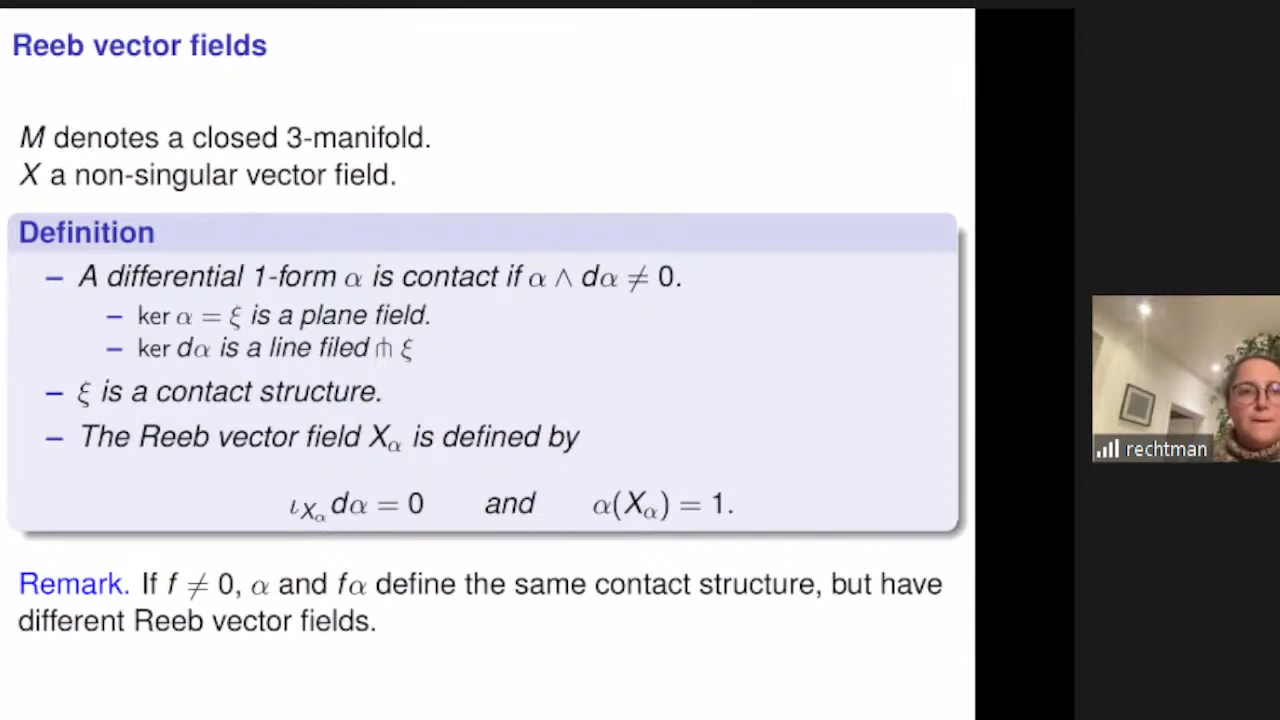 Reeb vector fields
M denotes a closed 3-manifold.
X a non-singular vector field.
Definition
– A differential 1-form α is contact if α ∧ dα ≠ 0.
– ker α = ξ is a plane field.
– ker dα is a line filed ⋔ ξ
– ξ is a contact structure.
– The Reeb vector field X_α is defined by
ι_{X_α} dα = 0 and α(X_α) = 1.
Remark. If f ≠ 0, α and fα define the same contact structure, but have
different Reeb vector fields.
rechtman